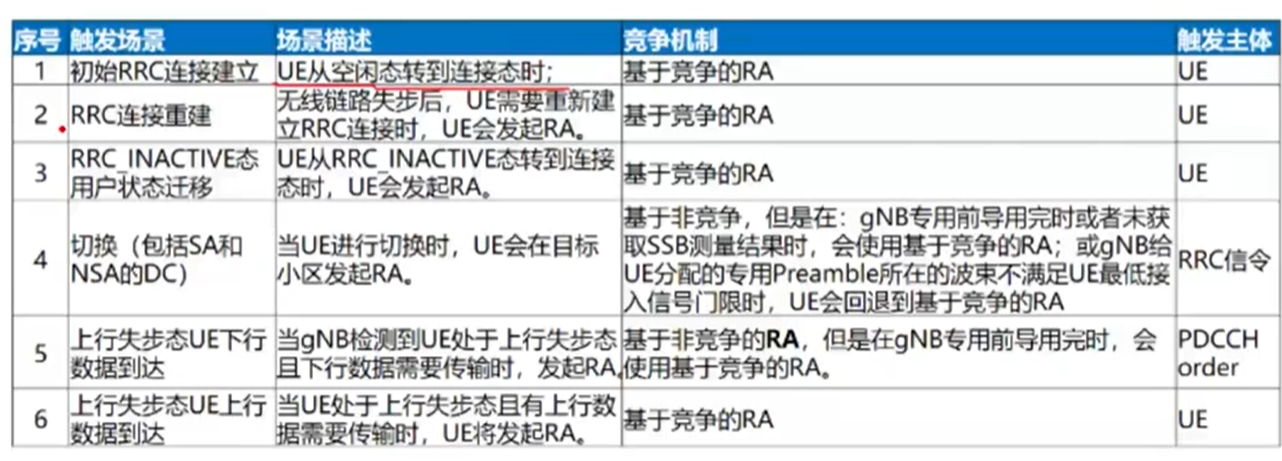 序号 触发场景 场景描述 竞争机制 触发主体
1 初始RRC连接建立 UE从空闲态转到连接态时; 基于竞争的RA UE
2 RRC连接重建 无线链路失步后，UE需要重新建
立RRC连接时，UE会发起RA。 基于竞争的RA UE
3 RRC_INACTIVE态
用户状态迁移 UE从RRC_INACTIVE态转到连接
态时，UE会发起RA。 基于竞争的RA UE
4 切换（包括SA和
NSA的DC） 当UE进行切换时，UE会在目标
小区发起RA。 基于非竞争，但是在：gNB专用前导用完时或者未获
取SSB测量结果时，会使用基于竞争的RA；或gNB给
UE分配的专用Preamble所在的波束不满足UE最低接
入信号门限时，UE会回退到基于竞争的RA RRC信令
5 上行失步态UE下行
数据到达 当gNB检测到UE处于上行失步态
且下行数据需要传输时，发起RA。 基于非竞争的RA，但是在gNB专用前导用完时，会
使用基于竞争的RA。 PDCCH
order
6 上行失步态UE上行
数据到达 当UE处于上行失步态且有上行数
据需要传输时，UE将发起RA。 基于竞争的RA UE